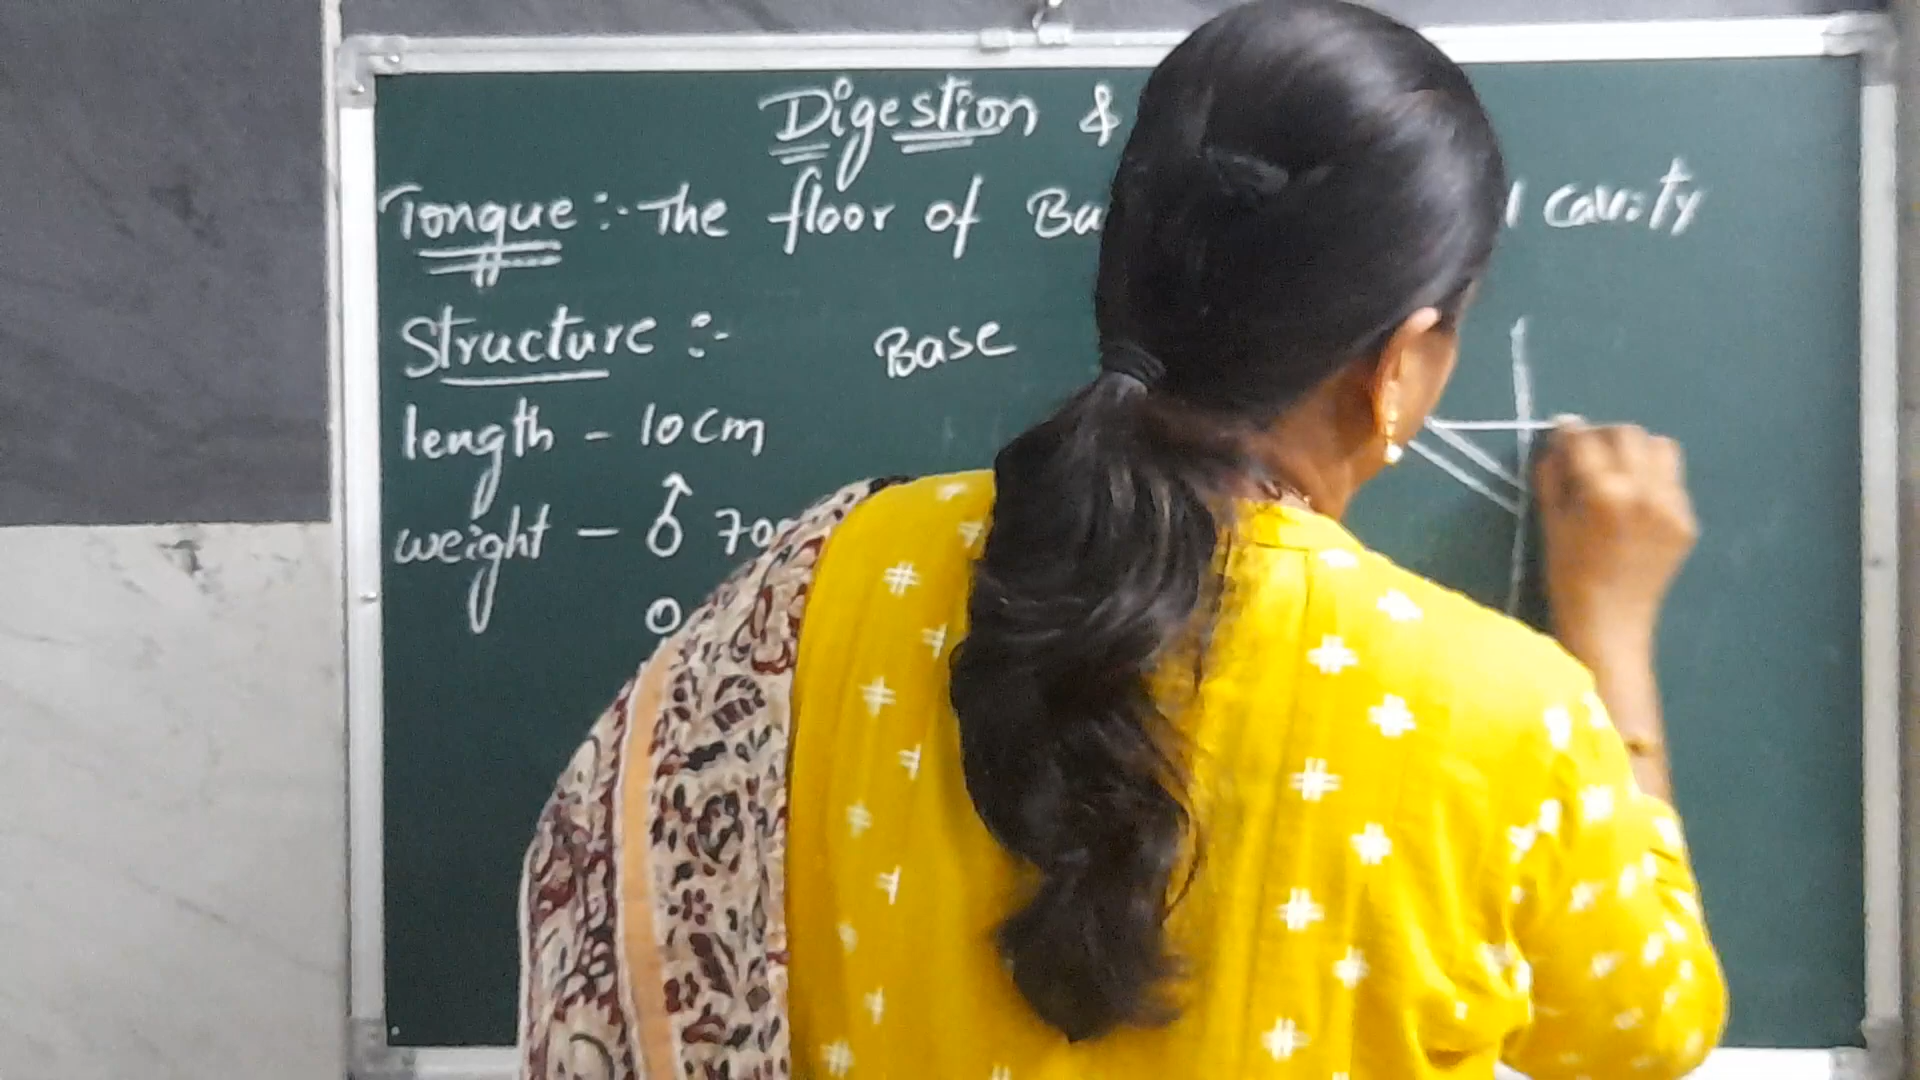 Digestion &
Tongue :- The floor of Bu cavity
Structure :- Base
length - 10cm
weight - ♂ 70